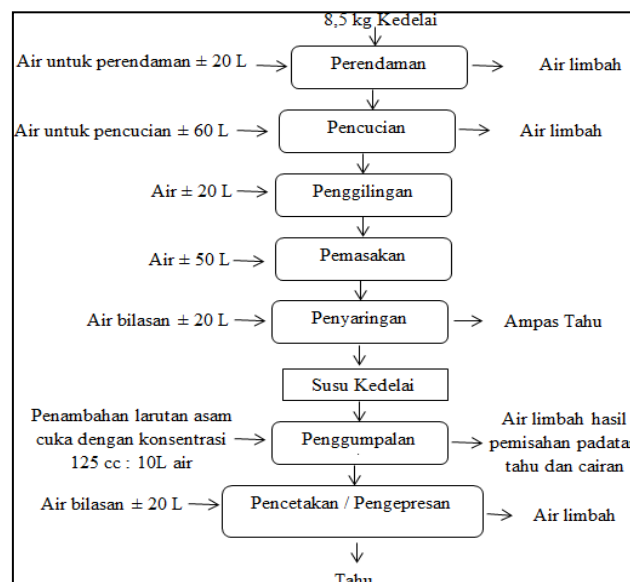 8,5 kg Kedelai
Air untuk perendaman ± 20 L
Perendaman
Air limbah
Air untuk pencucian ± 60 L
Pencucian
Air limbah
Air ± 20 L
Penggilingan
Air ± 50 L
Pemasakan
Air bilasan ± 20 L
Penyaringan
Ampas Tahu
Susu Kedelai
Penambahan larutan asam
cuka dengan konsentrasi
125 cc : 10L air
Penggumpalan
Air limbah hasil
pemisahan padatan
tahu dan cairan
Air bilasan ± 20 L
Pencetakan / Pengepresan
Air limbah
Tahu